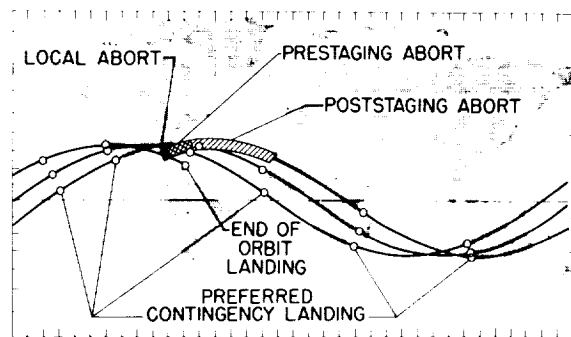 LOCAL ABORT
PRESTAGING ABORT
POSTSTAGING ABORT
END OF
ORBIT
LANDING
PREFERRED
CONTINGENCY LANDING